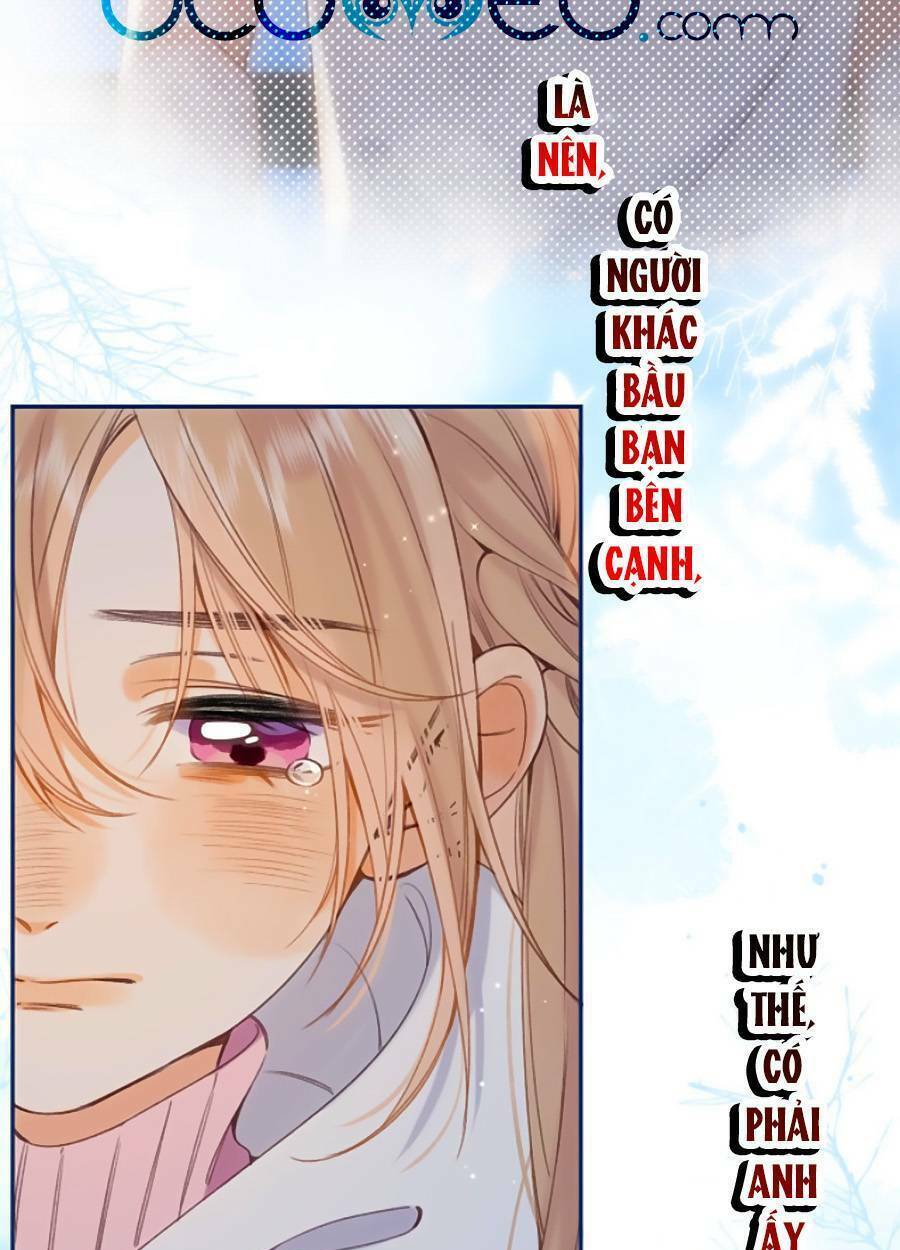 LÀ
NÊN,
CÓ
NGƯỜI
KHÁC
BẦU
BẠN
BÊN
CẠNH,
NHƯ
THẾ,
CÓ
PHẢI
ANH
ẤY